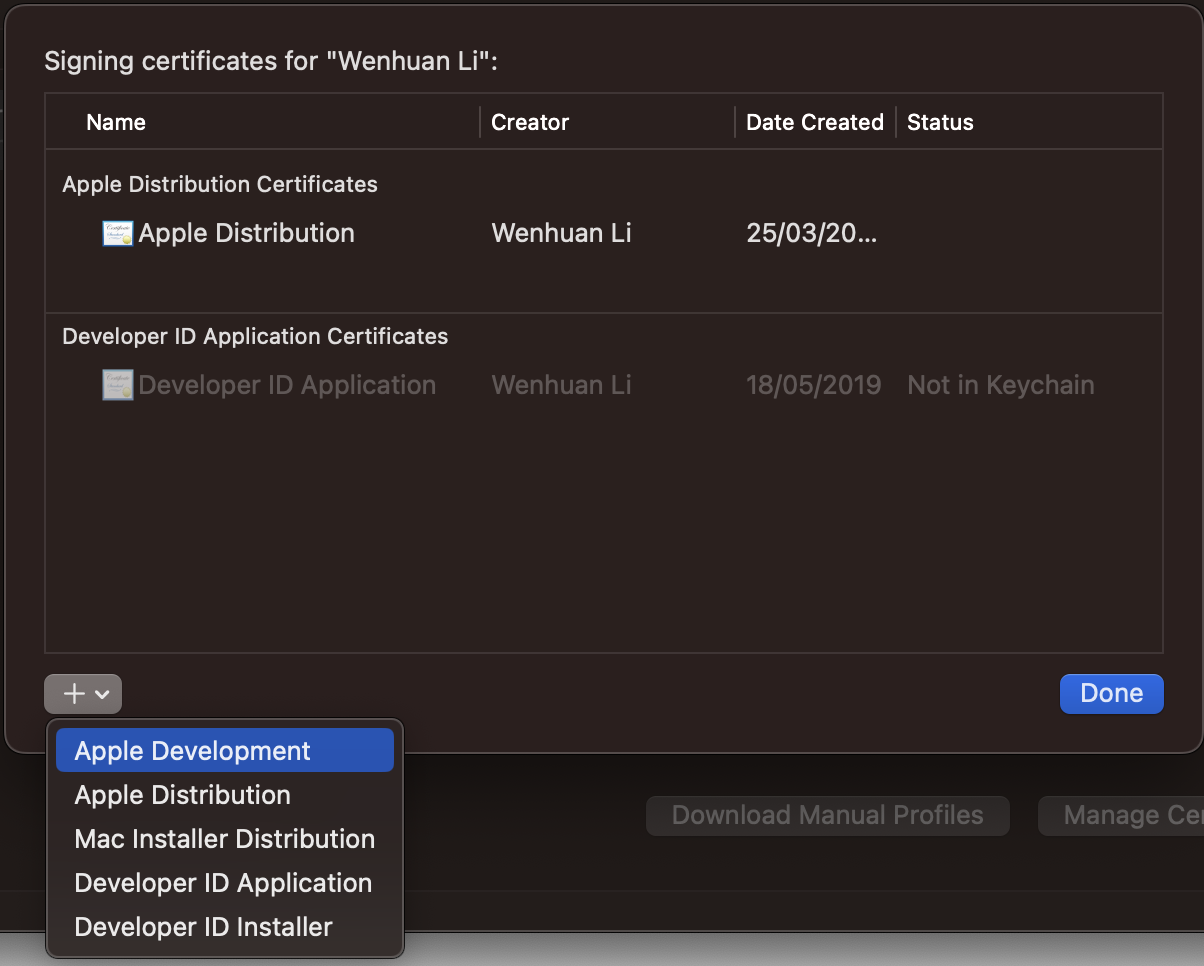 Signing certificates for "Wenhuan Li":
Name Creator Date Created Status
Apple Distribution Certificates
Apple Distribution Wenhuan Li 25/03/20...
Developer ID Application Certificates
Developer ID Application Wenhuan Li 18/05/2019 Not in Keychain
Done
Apple Development
Apple Distribution
Download Manual Profiles Manage Cer
Mac Installer Distribution
Developer ID Application
Developer ID Installer